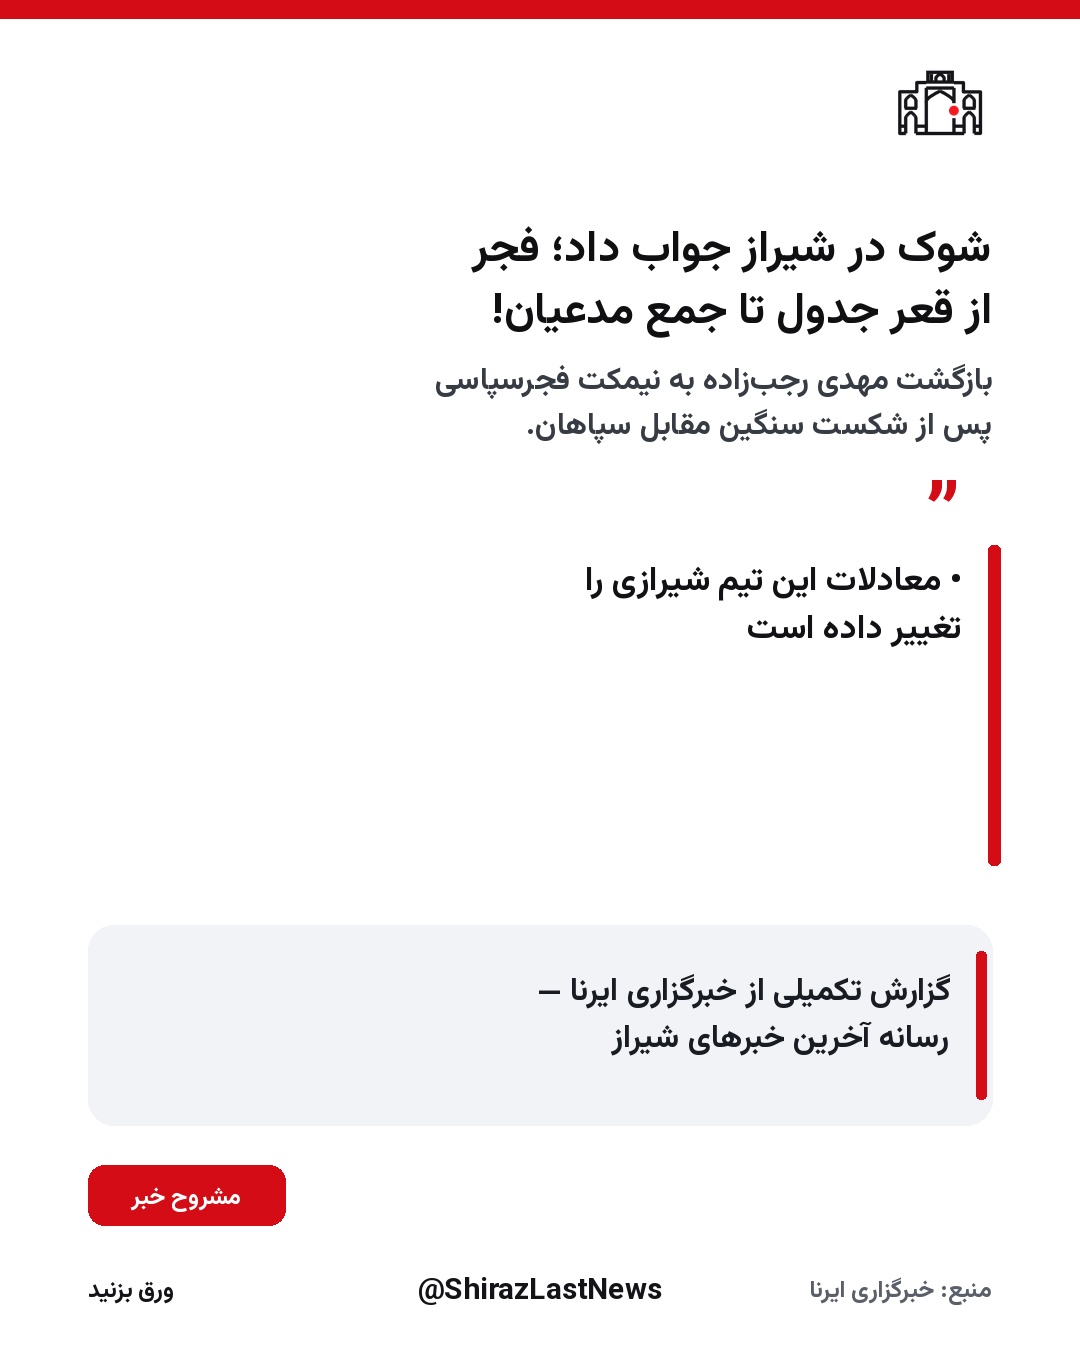 شوک در شیراز جواب داد؛ فجر
از قعر جدول تا جمع مدعیان!
بازگشت مهدی رجب‌زاده به نیمکت فجرسپاسی
پس از شکست سنگین مقابل سپاهان.
”
• معادلات این تیم شیرازی را
تغییر داده است
گزارش تکمیلی از خبرگزاری ایرنا —
رسانه آخرین خبرهای شیراز
مشروح خبر
منبع: خبرگزاری ایرنا
@ShirazLastNews
ورق بزنید